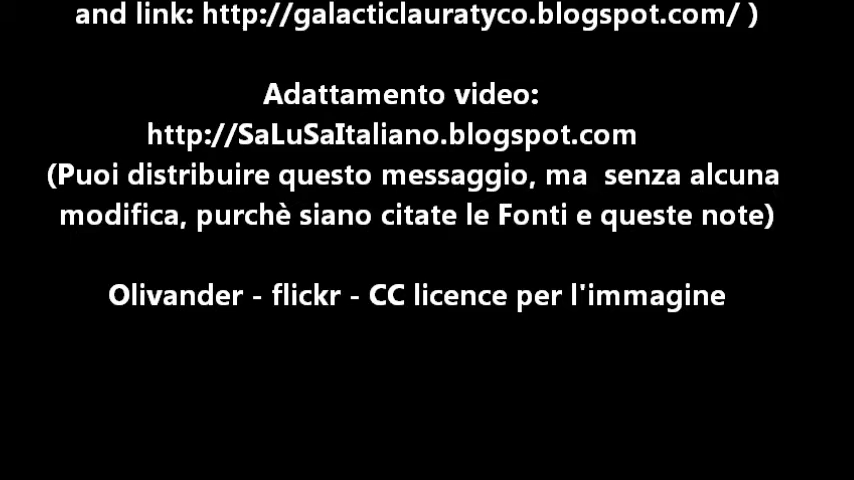 and link: http://galacticlauratyco.blogspot.com/ )
Adattamento video:
http://SaLuSaItaliano.blogspot.com
(Puoi distribuire questo messaggio, ma  senza alcuna
modifica, purchè siano citate le Fonti e queste note)
Olivander - flickr - CC licence per l'immagine